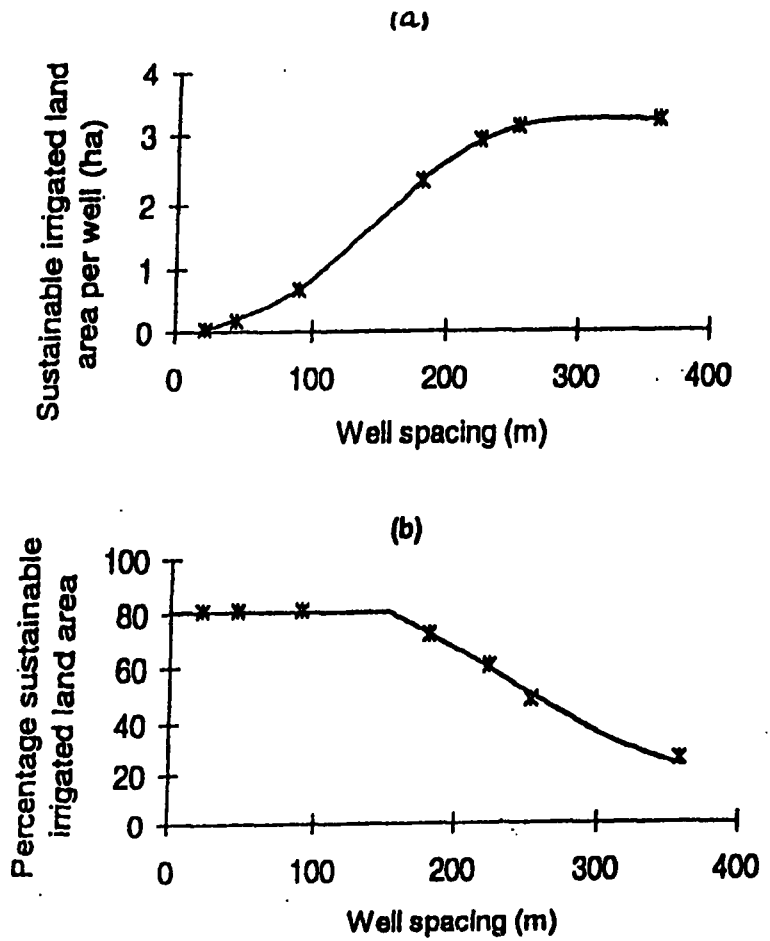 (a)
Sustainable irrigated land
area per well (ha)
4
3
2
1
0
0 100 200 300 400
Well spacing (m)
(b)
Percentage sustainable
irrigated land area
100
80
60
40
20
0
0 100 200 300 400
Well spacing (m)